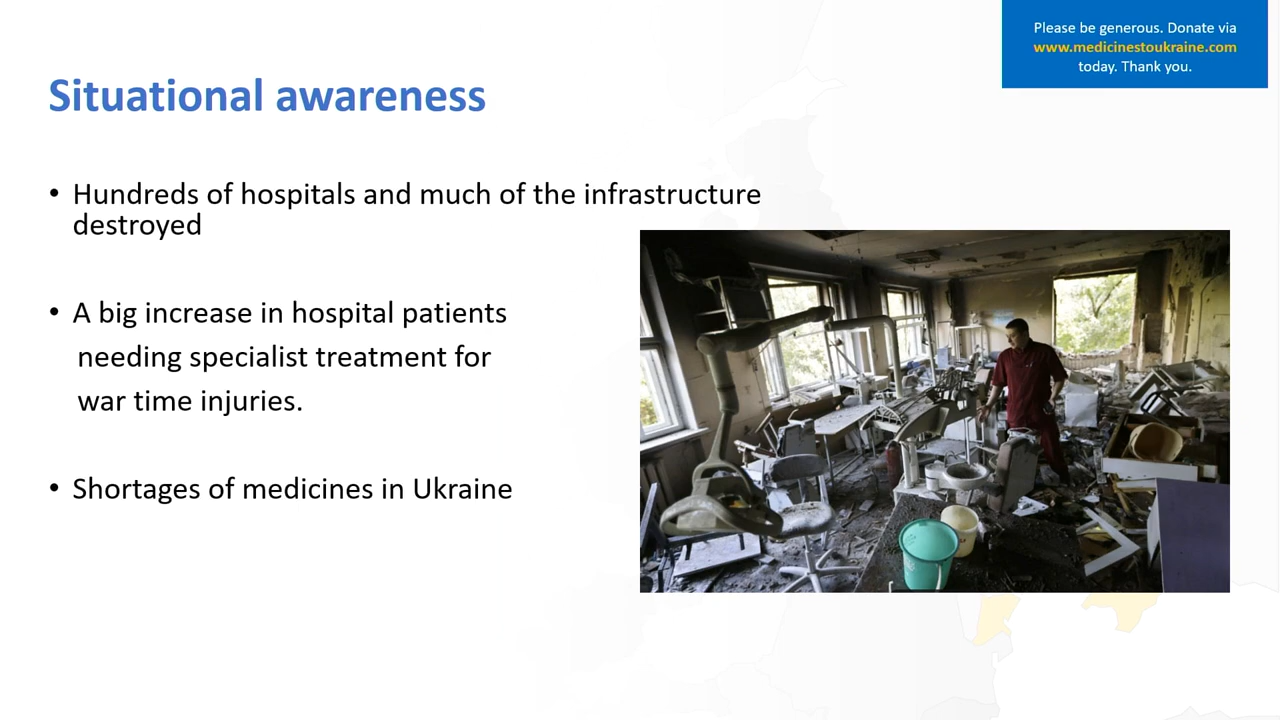 Please be generous. Donate via
www.medicinestoukraine.com
today. Thank you.
Situational awareness
• Hundreds of hospitals and much of the infrastructure
destroyed
• A big increase in hospital patients
needing specialist treatment for
war time injuries.
• Shortages of medicines in Ukraine